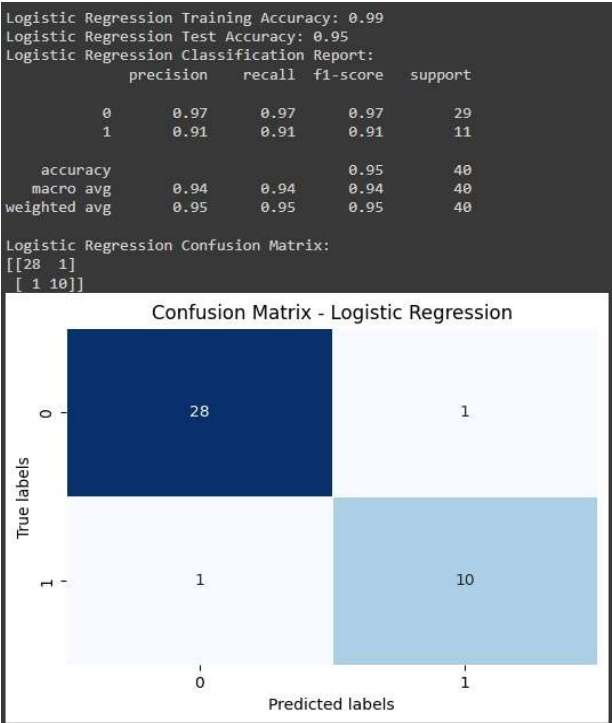 Logistic Regression Training Accuracy: 0.99
Logistic Regression Test Accuracy: 0.95
Logistic Regression Classification Report:
precision recall f1-score support
0 0.97 0.97 0.97 29
1 0.91 0.91 0.91 11
accuracy 0.95 40
macro avg 0.94 0.94 0.94 40
weighted avg 0.95 0.95 0.95 40
Logistic Regression Confusion Matrix:
[[28 1]
[ 1 10]]
Confusion Matrix - Logistic Regression
True labels
0 28 1
1 1 10
0 1
Predicted labels